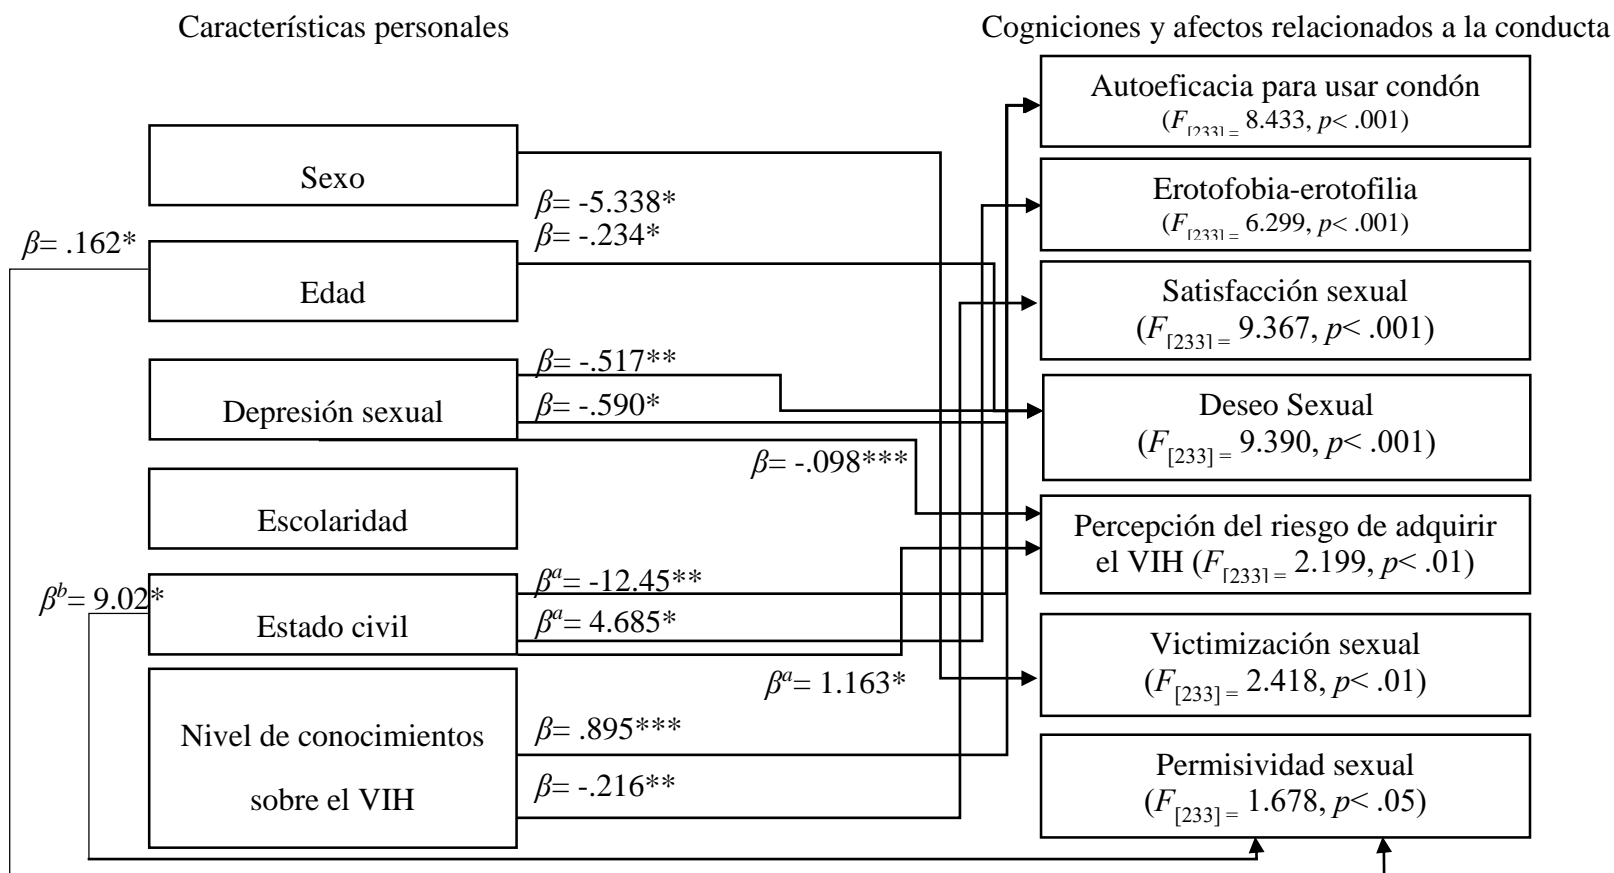 Características personales
Cogniciones y afectos relacionados a la conducta
Autoeficacia para usar condón
(F[233] = 8.433, p< .001)
Sexo
Erotofobia-erotofilia
(F[233] = 6.299, p< .001)
β= -5.338*
β= -.234*
β= .162*
Edad
Satisfacción sexual
(F[233] = 9.367, p< .001)
β= -.517**
Depresión sexual
β= -.590*
Deseo Sexual
(F[233] = 9.390, p< .001)
β= -.098***
Escolaridad
Percepción del riesgo de adquirir
el VIH (F[233] = 2.199, p< .01)
βᵇ= 9.02*
βᵃ= -12.45**
Estado civil
βᵃ= 4.685*
Victimización sexual
(F[233] = 2.418, p< .01)
βᵃ= 1.163*
Nivel de conocimientos
sobre el VIH
β= .895***
β= -.216**
Permisividad sexual
(F[233] = 1.678, p< .05)